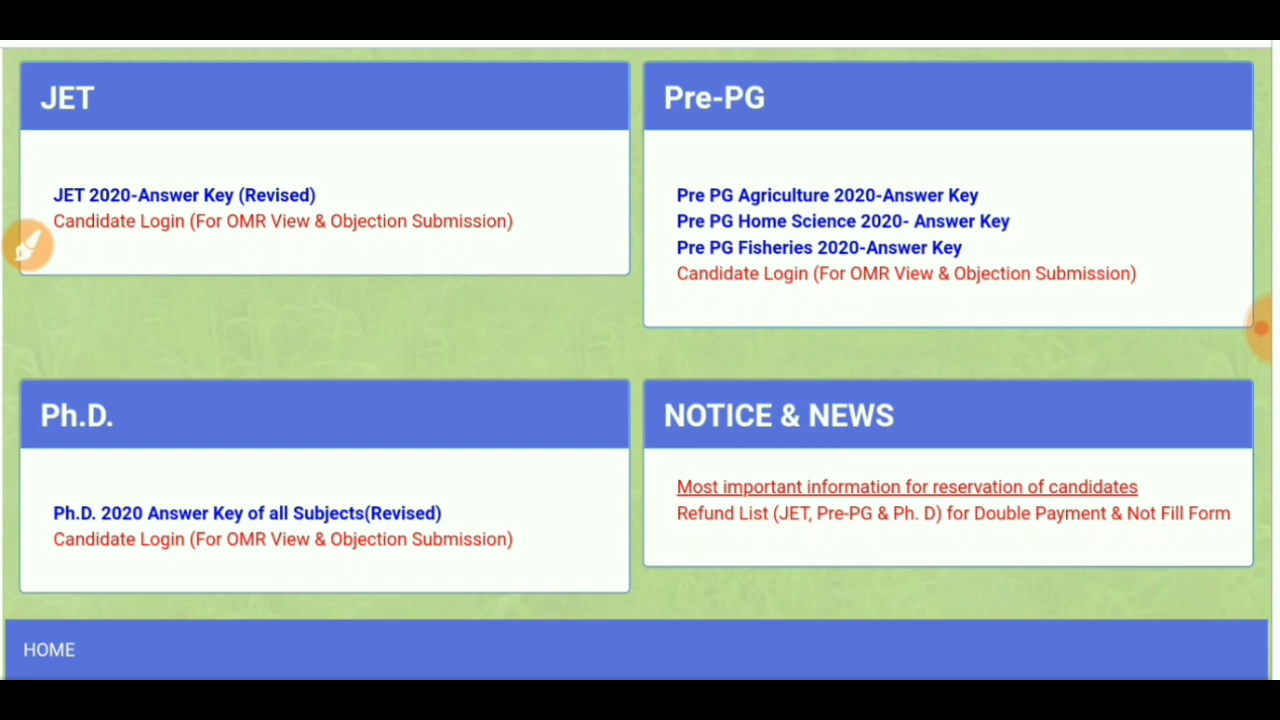 JET
JET 2020-Answer Key (Revised)
Candidate Login (For OMR View & Objection Submission)
Pre-PG
Pre PG Agriculture 2020-Answer Key
Pre PG Home Science 2020- Answer Key
Pre PG Fisheries 2020-Answer Key
Candidate Login (For OMR View & Objection Submission)
Ph.D.
Ph.D. 2020 Answer Key of all Subjects(Revised)
Candidate Login (For OMR View & Objection Submission)
NOTICE & NEWS
Most important information for reservation of candidates
Refund List (JET, Pre-PG & Ph. D) for Double Payment & Not Fill Form
HOME